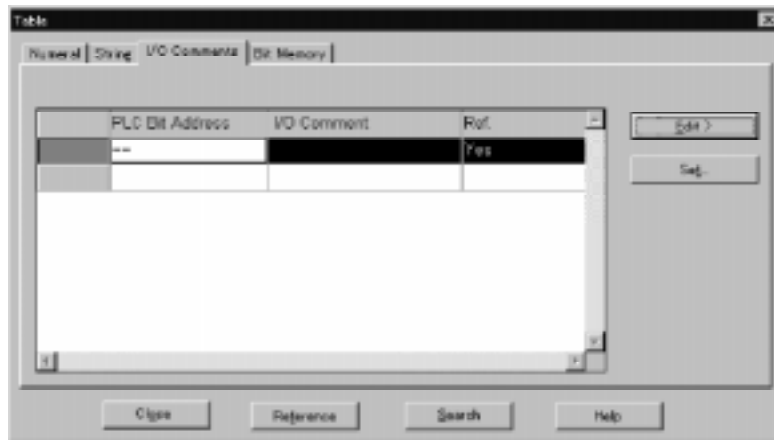 Table
Numeral String I/O Comments Bit Memory
PLC Bit Address I/O Comment Ref.
-- Yes
Edit >
Set..
Close Reference Search Help